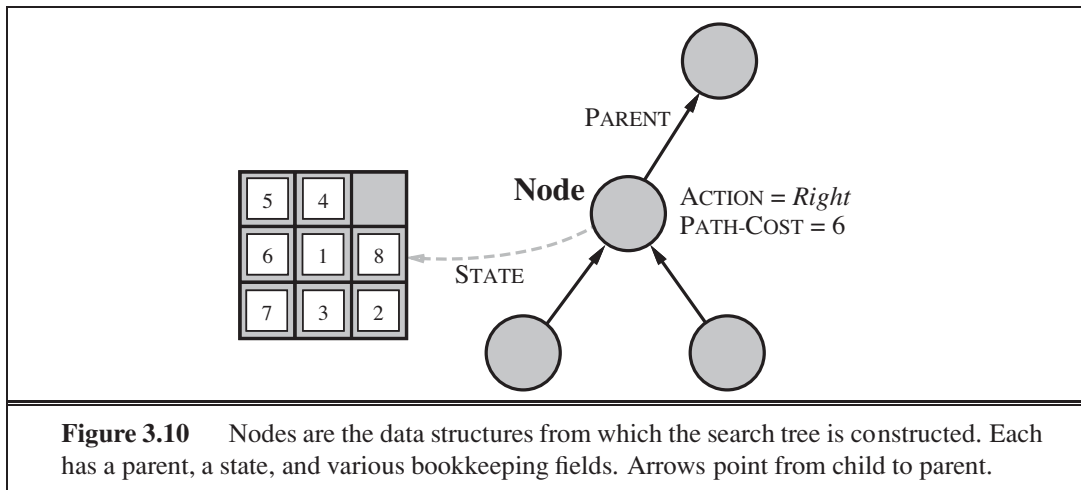 PARENT
Node
ACTION = Right
PATH-COST = 6
5 4
6 1 8
7 3 2
STATE
Figure 3.10 Nodes are the data structures from which the search tree is constructed. Each
has a parent, a state, and various bookkeeping fields. Arrows point from child to parent.